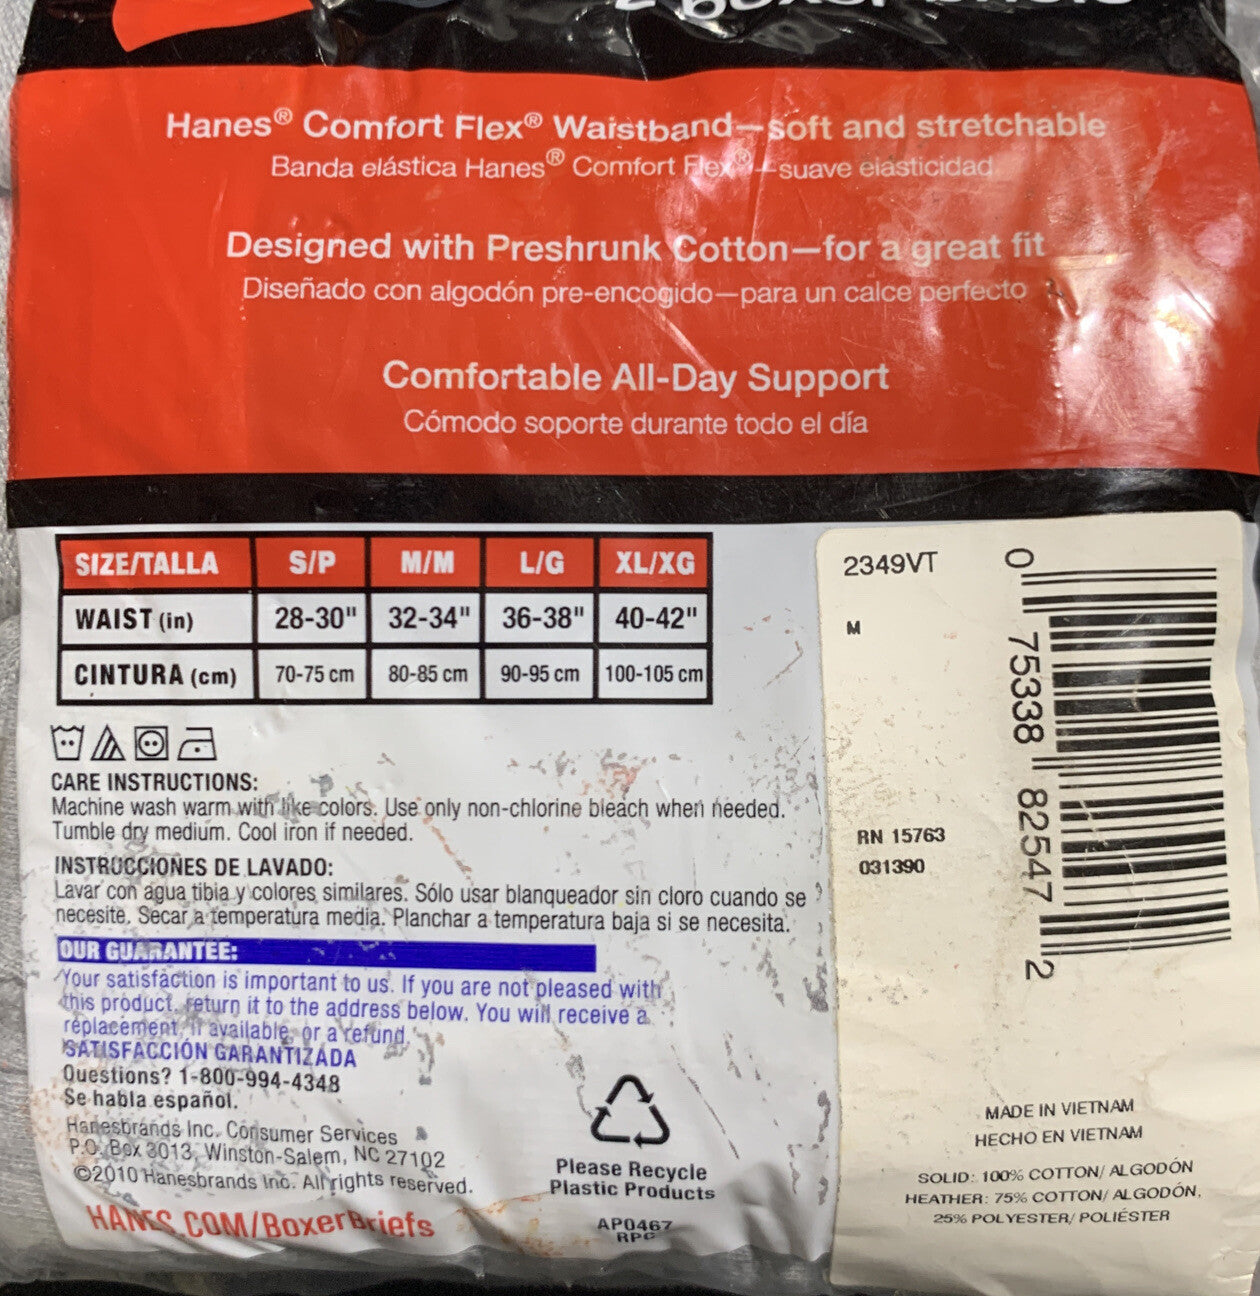 Hanes® Comfort Flex® Waistband—soft and stretchable
Banda elástica Hanes® Comfort Flex®—suave elasticidad
Designed with Preshrunk Cotton—for a great fit
Diseñado con algodón pre-encogido—para un calce perfecto
Comfortable All-Day Support
Cómodo soporte durante todo el día
SIZE/TALLA S/P M/M L/G XL/XG
WAIST (in) 28-30" 32-34" 36-38" 40-42"
CINTURA (cm) 70-75 cm 80-85 cm 90-95 cm 100-105 cm
CARE INSTRUCTIONS:
Machine wash warm with like colors. Use only non-chlorine bleach when needed.
Tumble dry medium. Cool iron if needed.
INSTRUCCIONES DE LAVADO:
Lavar con agua tibia y colores similares. Sólo usar blanqueador sin cloro cuando se
necesite. Secar a temperatura media. Planchar a temperatura baja si se necesita.
OUR GUARANTEE:
Your satisfaction is important to us. If you are not pleased with
this product, return it to the address below. You will receive a
replacement, if available, or a refund.
SATISFACCIÓN GARANTIZADA
Questions? 1-800-994-4348
Se habla español.
Hanesbrands Inc. Consumer Services
P.O. Box 3013, Winston-Salem, NC 27102
©2010 Hanesbrands Inc. All rights reserved.
HANES.COM/BoxerBriefs
Please Recycle
Plastic Products
AP0467
RPC
2349VT
M
RN 15763
031390
0 75338 82547 2
MADE IN VIETNAM
HECHO EN VIETNAM
SOLID: 100% COTTON/ ALGODÓN
HEATHER: 75% COTTON/ ALGODÓN,
25% POLYESTER/ POLIÉSTER